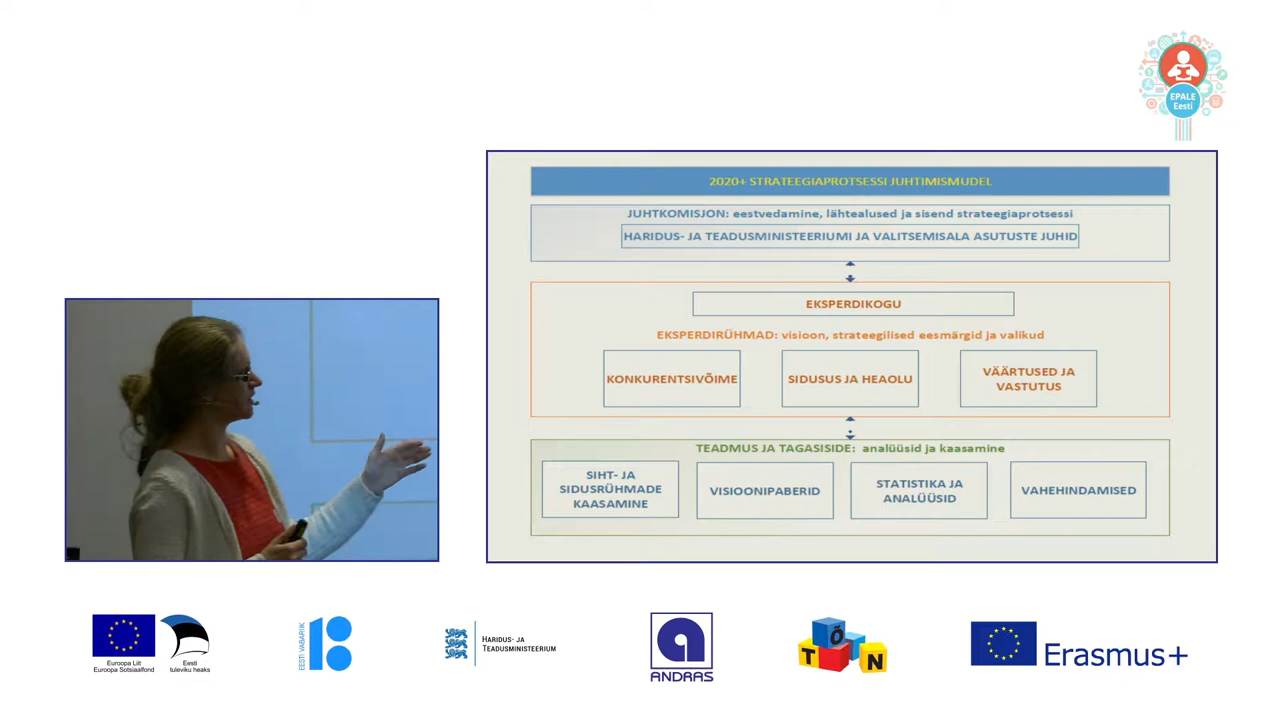 EPALE
Eesti
2020+ STRATEEGIAPROTSESSI JUHTIMISMUDEL
JUHTKOMISJON: eestvedamine, lähtealused ja sisend strateegiaprotsessi
HARIDUS- JA TEADUSMINISTEERIUMI JA VALITSEMISALA ASUTUSTE JUHID
EKSPERDIKOGU
EKSPERDIRÜHMAD: visioon, strateegilised eesmärgid ja valikud
KONKURENTSIVÕIME
SIDUSUS JA HEAOLU
VÄÄRTUSED JA
VASTUTUS
TEADMUS JA TAGASISIDE: analüüsid ja kaasamine
SIHT- JA
SIDUSRÜHMADE
KAASAMINE
VISIOONIPABERID
STATISTIKA JA
ANALÜÜSID
VAHEHINDAMISED
Euroopa Liit
Euroopa Sotsiaalfond
Eesti
tuleviku heaks
EESTI VABARIIK
100
HARIDUS- JA
TEADUSMINISTEERIUM
a
ANDRAS
T Õ N
Erasmus+